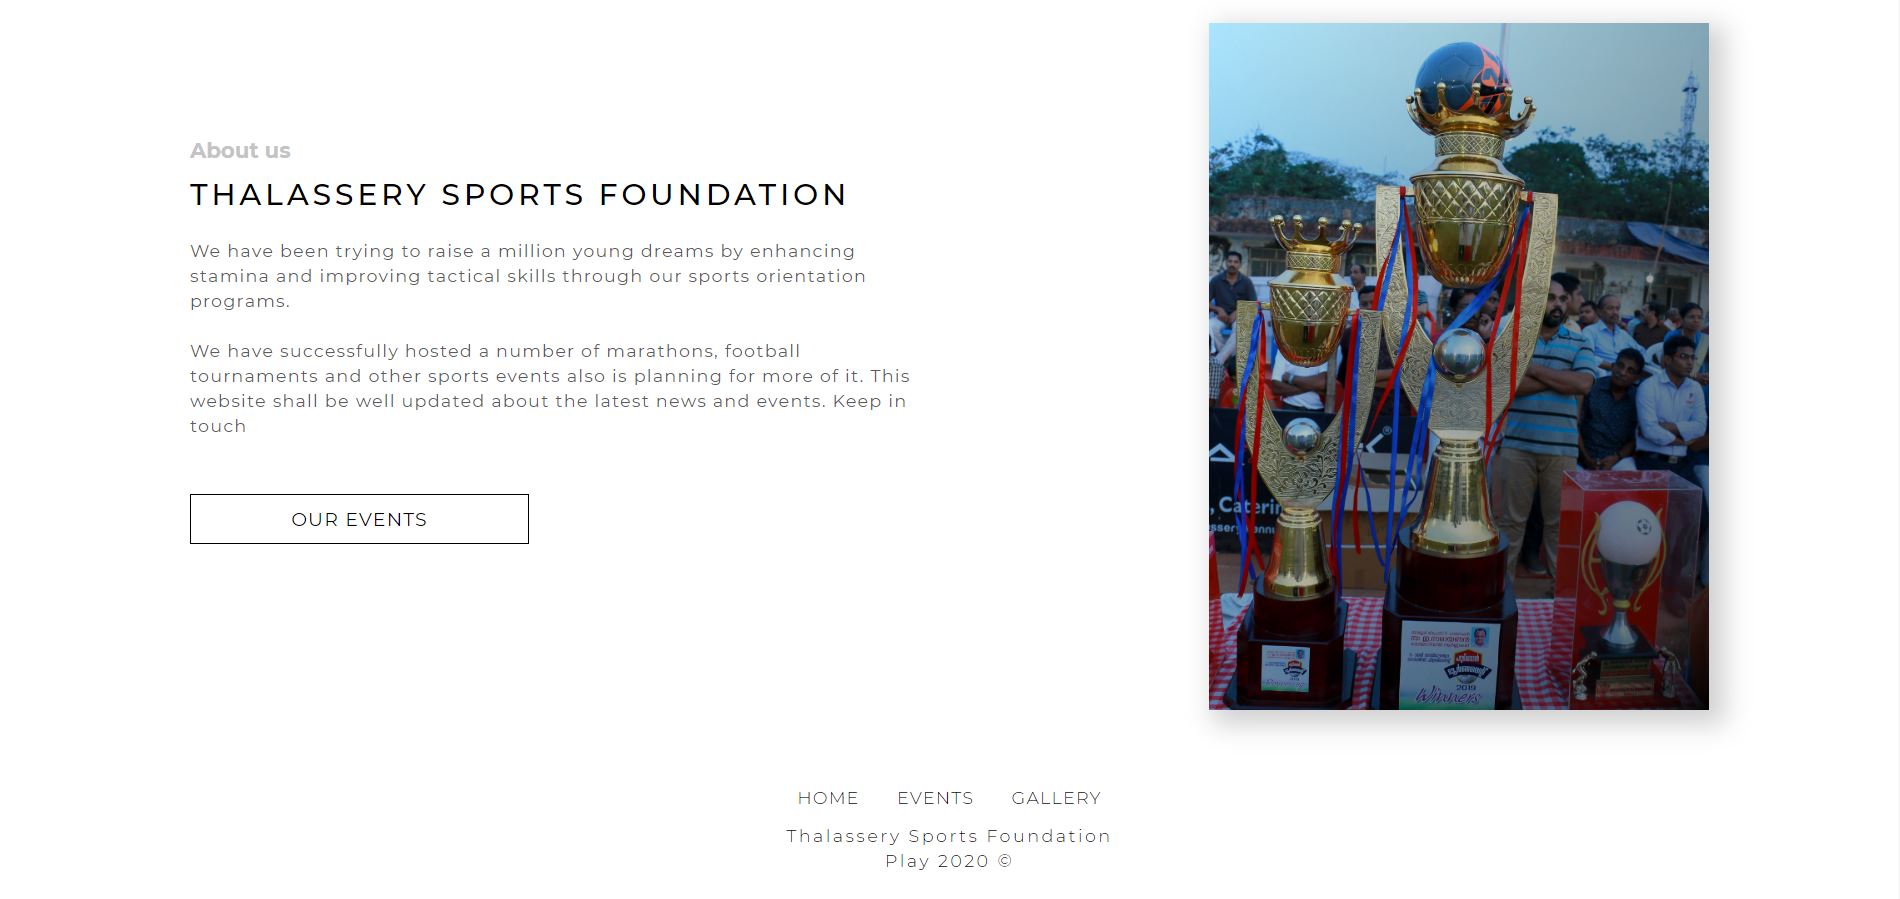 About us
THALASSERY SPORTS FOUNDATION
We have been trying to raise a million young dreams by enhancing
stamina and improving tactical skills through our sports orientation
programs.
We have successfully hosted a number of marathons, football
tournaments and other sports events also is planning for more of it. This
website shall be well updated about the latest news and events. Keep in
touch
OUR EVENTS
2019
Winners
HOME EVENTS GALLERY
Thalassery Sports Foundation
Play 2020 ©